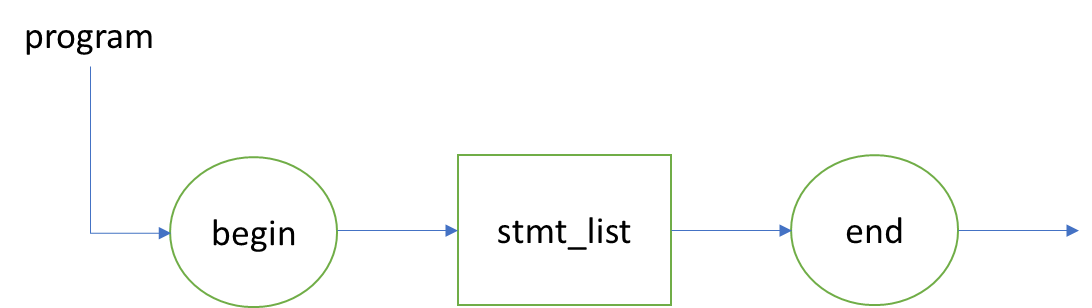 program
begin
stmt_list
end